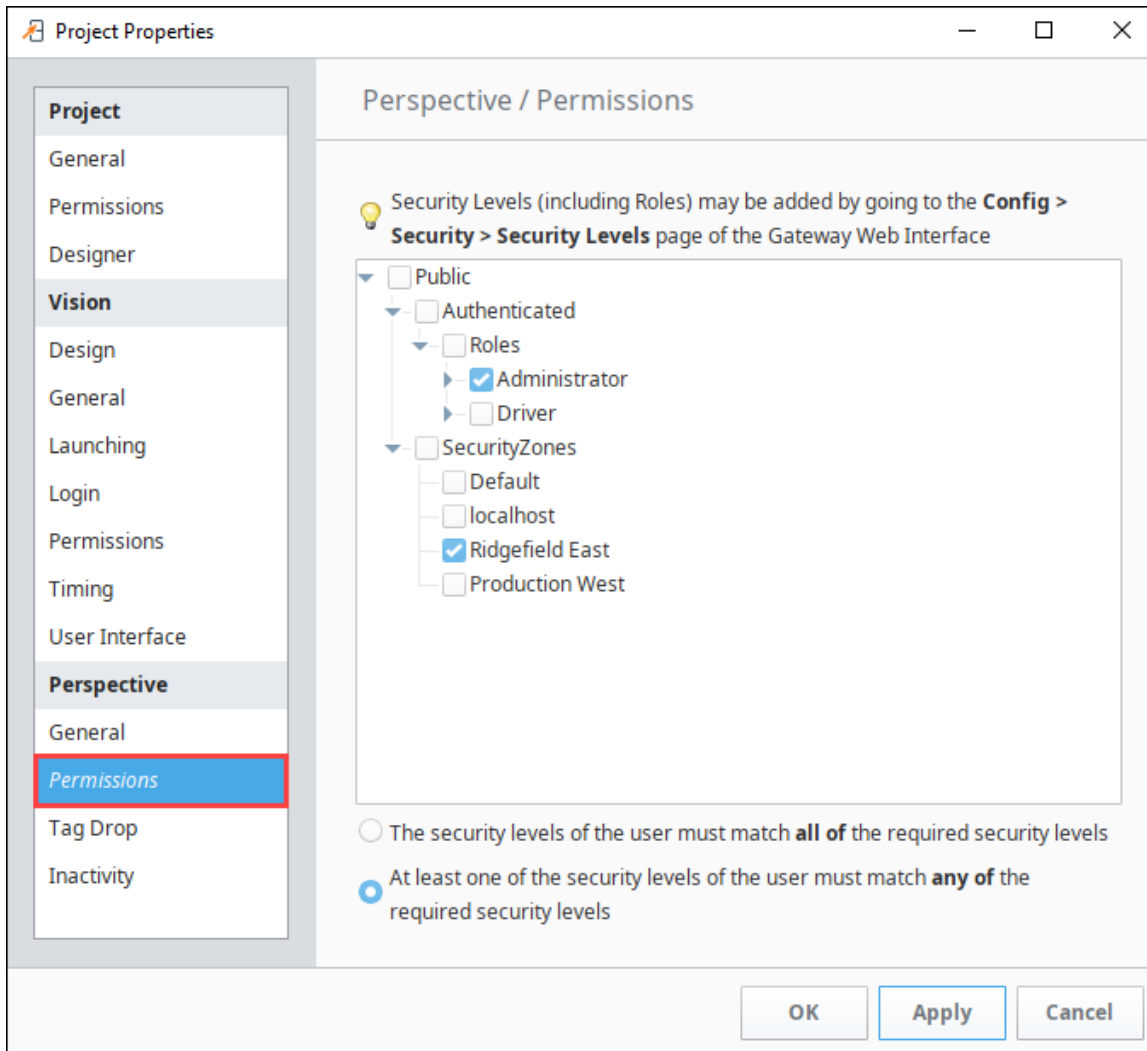 Project Properties
Project
General
Permissions
Designer
Vision
Design
General
Launching
Login
Permissions
Timing
User Interface
Perspective
General
Permissions
Tag Drop
Inactivity
Perspective / Permissions
Security Levels (including Roles) may be added by going to the Config >
Security > Security Levels page of the Gateway Web Interface
Public
Authenticated
Roles
Administrator
Driver
SecurityZones
Default
localhost
Ridgefield East
Production West
The security levels of the user must match all of the required security levels
At least one of the security levels of the user must match any of the
required security levels
OK
Apply
Cancel